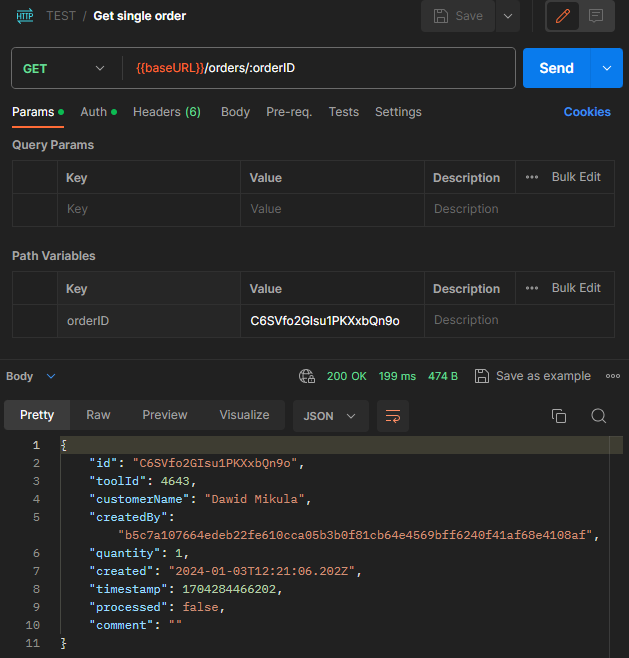 HTTP TEST / Get single order Save
GET {{baseURL}}/orders/:orderID Send
Params Auth Headers (6) Body Pre-req. Tests Settings Cookies
Query Params
Key Value Description ••• Bulk Edit
Key Value Description
Path Variables
Key Value Description ••• Bulk Edit
orderID C6SVfo2GIsu1PKXxbQn9o Description
Body 200 OK 199 ms 474 B Save as example
Pretty Raw Preview Visualize JSON
1 {
2 "id": "C6SVfo2GIsu1PKXxbQn9o",
3 "toolId": 4643,
4 "customerName": "Dawid Mikula",
5 "createdBy":
"b5c7a107664edeb22fe610cca05b3b0f81cb64e4569bff6240f41af68e4108af",
6 "quantity": 1,
7 "created": "2024-01-03T12:21:06.202Z",
8 "timestamp": 1704284466202,
9 "processed": false,
10 "comment": ""
11 }